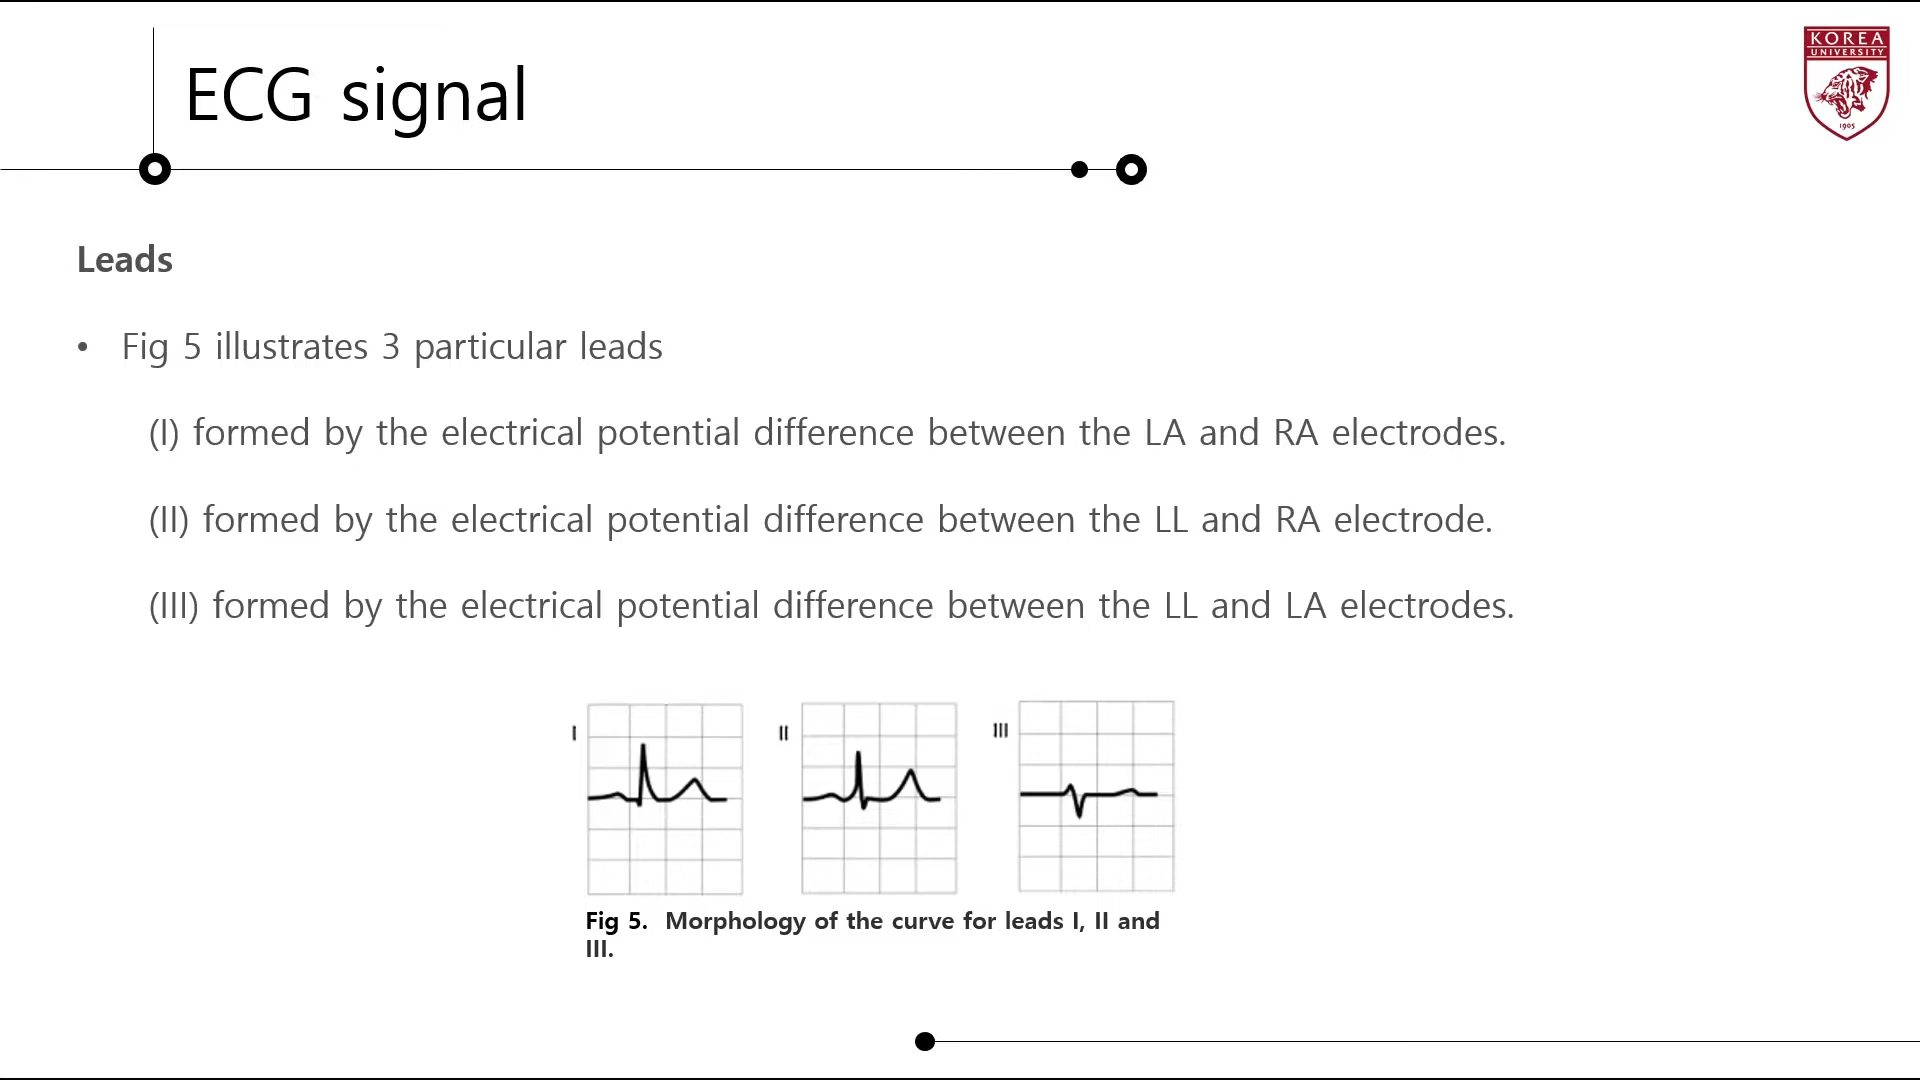 ECG signal
KOREA
UNIVERSITY
1905
Leads
• Fig 5 illustrates 3 particular leads
(I) formed by the electrical potential difference between the LA and RA electrodes.
(II) formed by the electrical potential difference between the LL and RA electrode.
(III) formed by the electrical potential difference between the LL and LA electrodes.
I
II
III
Fig 5. Morphology of the curve for leads I, II and
III.